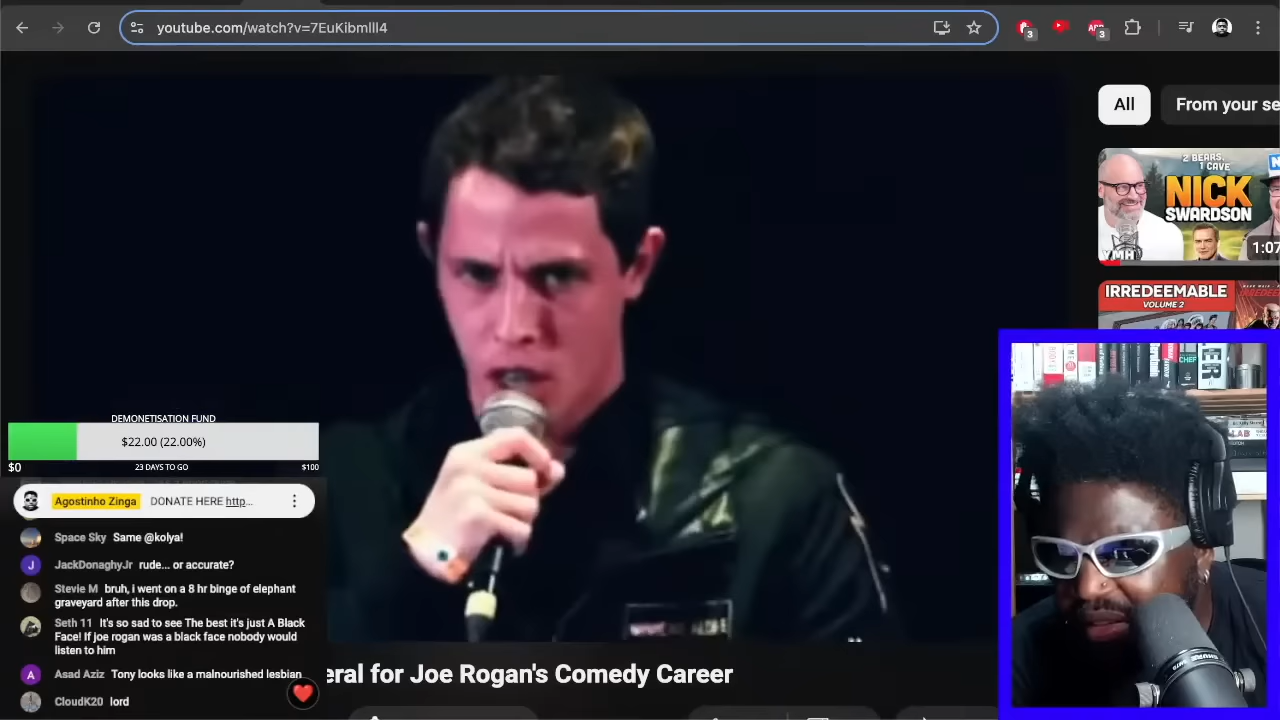 youtube.com/watch?v=7EuKibmlll4
3
3
All
From your se
2 BEARS,
1 CAVE
NICK
SWARDSON
YMH
1:07
IRREDEEMABLE
VOLUME 2
DEMONETISATION FUND
$22.00 (22.00%)
$0
23 DAYS TO GO
$100
Agostinho Zinga DONATE HERE http...
Space Sky Same @kolya!
JackDonaghyJr rude... or accurate?
Stevie M bruh, i went on a 8 hr binge of elephant
graveyard after this drop.
Seth 11 It's so sad to see The best it's just A Black
Face! If joe rogan was a black face nobody would
listen to him
Asad Aziz Tony looks like a malnourished lesbian
CloudK20 lord
eral for Joe Rogan's Comedy Career
CHEF
SHURE